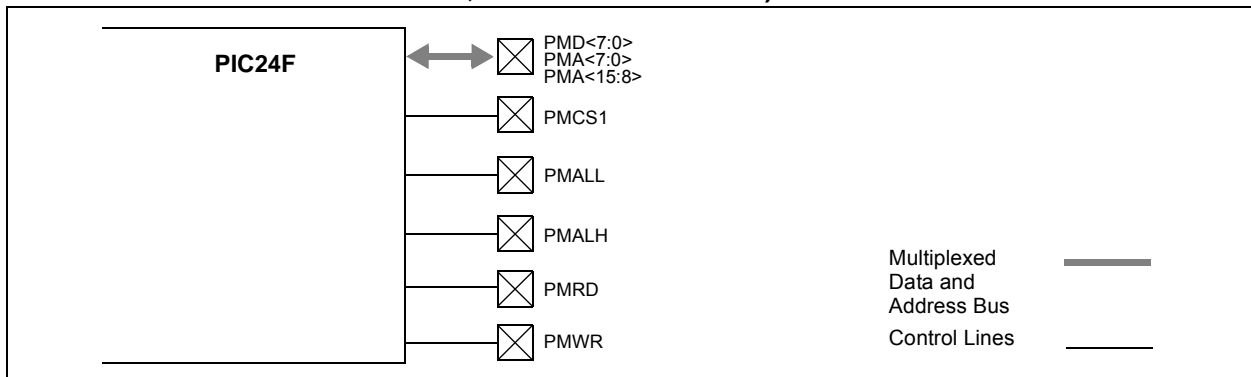 PIC24F
PMD<7:0>
PMA<7:0>
PMA<15:8>
PMCS1
PMALL
PMALH
PMRD
PMWR
Multiplexed
Data and
Address Bus
Control Lines